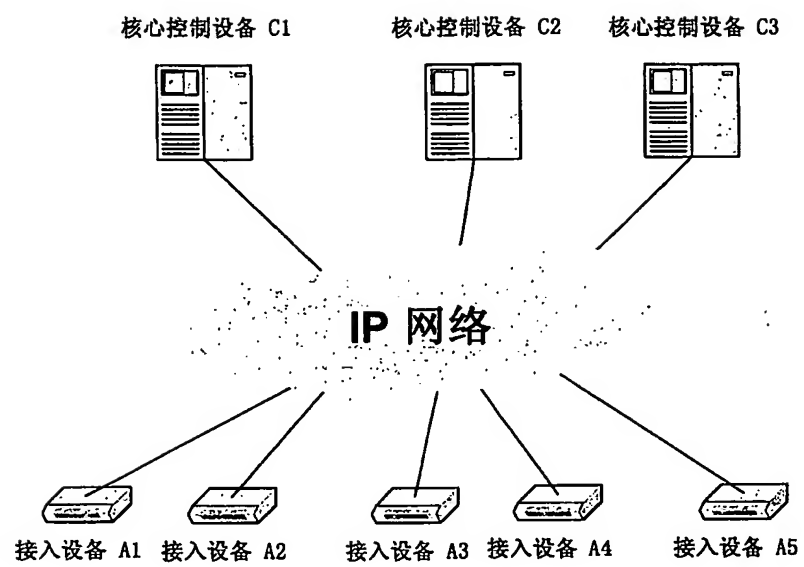 核心控制设备 C1
核心控制设备 C2
核心控制设备 C3
IP 网络
接入设备 A1
接入设备 A2
接入设备 A3
接入设备 A4
接入设备 A5